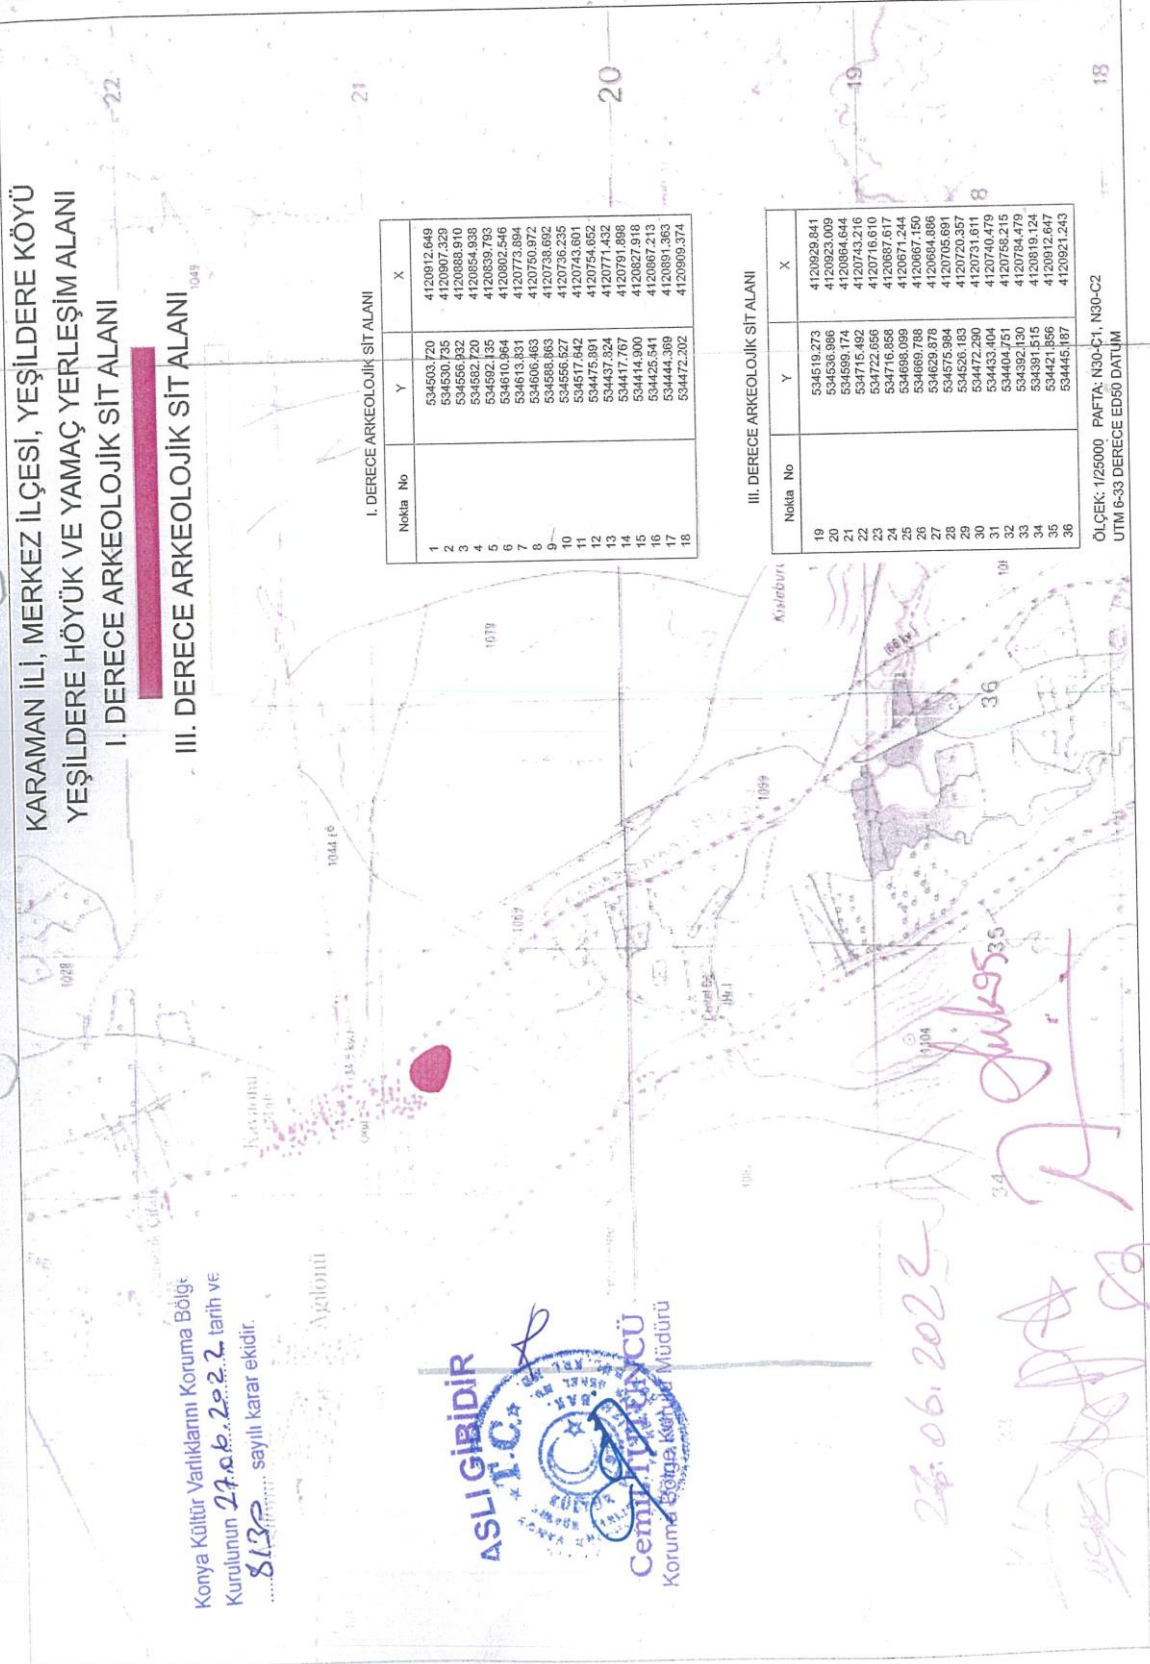 KARAMAN İLİ, MERKEZ İLÇESİ, YEŞİLDERE KÖYÜ
YEŞİLDERE HÖYÜK VE YAMAÇ YERLEŞİM ALANI
I. DERECE ARKEOLOJİK SİT ALANI
III. DERECE ARKEOLOJİK SİT ALANI
Konya Kültür Varlıklarını Koruma Bölge
Kurulunun 27.06.2022 tarih ve
8130 sayılı karar ekidir.
ASLI GİBİDİR
T.C.
Cemil TÜTÜNCÜ
Koruma Bölge Kurulu Müdürü
I. DERECE ARKEOLOJİK SİT ALANI
Nokta No Y X
1 534503.720 4120912.649
2 534530.735 4120907.329
3 534556.932 4120888.910
4 534582.720 4120854.938
5 534592.135 4120839.793
6 534610.964 4120802.546
7 534613.831 4120773.894
8 534606.463 4120750.972
9 534588.863 4120738.692
10 534556.527 4120736.235
11 534517.642 4120743.601
12 534475.891 4120754.652
13 534437.824 4120771.432
14 534417.767 4120791.898
15 534414.900 4120827.918
16 534425.541 4120867.213
17 534444.369 4120891.363
18 534472.202 4120909.374
III. DERECE ARKEOLOJİK SİT ALANI
Nokta No Y X
19 534519.273 4120929.841
20 534536.986 4120923.009
21 534599.174 4120864.644
22 534715.492 4120743.216
23 534722.656 4120716.610
24 534716.858 4120687.617
25 534698.099 4120671.244
26 534669.788 4120667.150
27 534629.878 4120684.886
28 534575.984 4120705.691
29 534526.183 4120720.357
30 534472.290 4120731.611
31 534433.404 4120740.479
32 534404.751 4120758.215
33 534392.130 4120784.479
34 534391.515 4120819.124
35 534421.856 4120912.647
36 534445.187 4120921.243
ÖLÇEK: 1/25000 PAFTA: N30-C1, N30-C2
UTM 6-33 DERECE ED50 DATUM
22
21
20
19
18
8
36
35
34
1049
1028
1079
1069
1099
1104
Ağılönü
27.06.2022